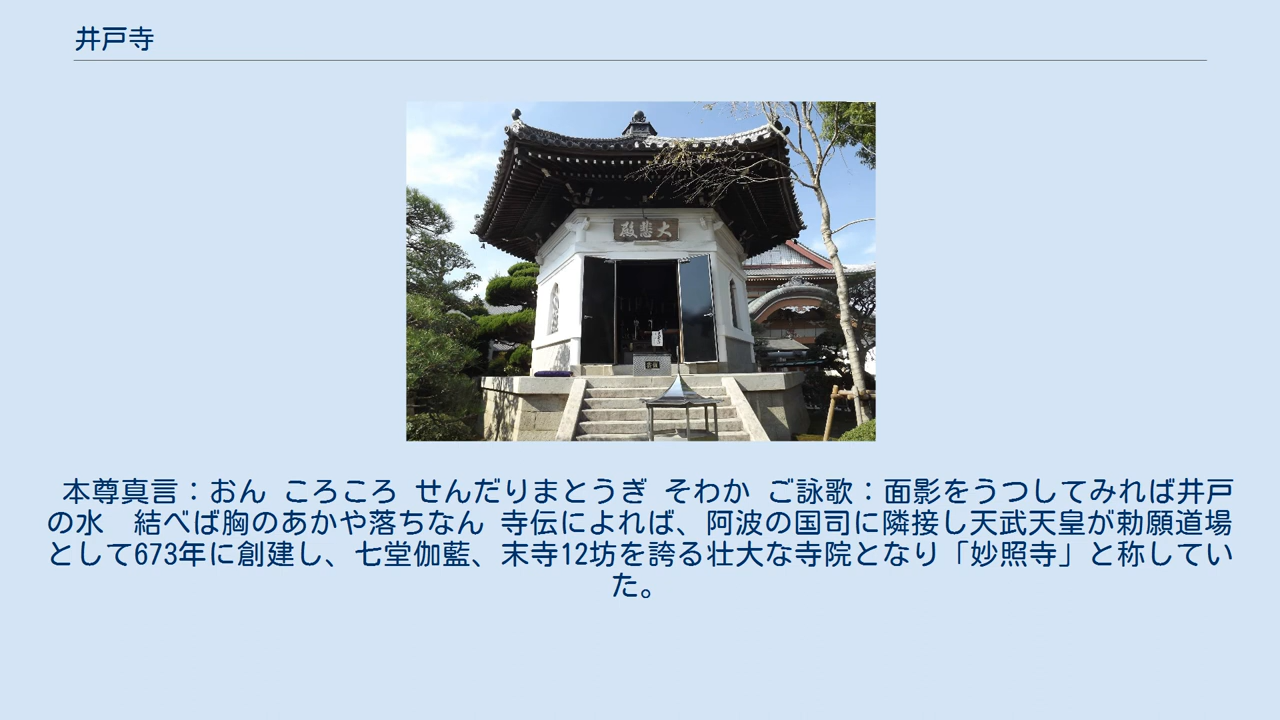 井戸寺
大悲殿
本尊真言：おん ころころ せんだりまとうぎ そわか ご詠歌：面影をうつしてみれば井戸
の水　結べば胸のあかや落ちなん 寺伝によれば、阿波の国司に隣接し天武天皇が勅願道場
として673年に創建し、七堂伽藍、末寺12坊を誇る壮大な寺院となり「妙照寺」と称してい
た。